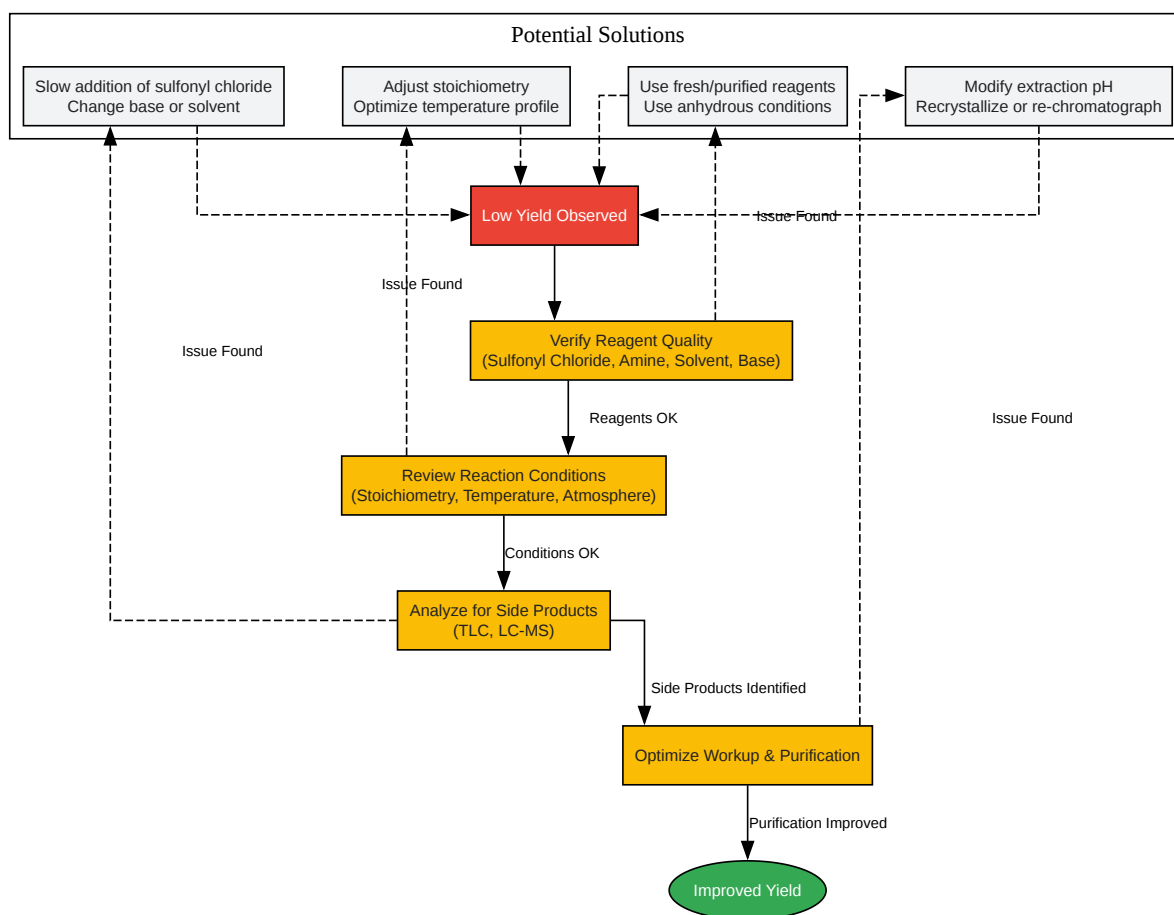 Potential Solutions
Slow addition of sulfonyl chloride
Change base or solvent
Adjust stoichiometry
Optimize temperature profile
Use fresh/purified reagents
Use anhydrous conditions
Modify extraction pH
Recrystallize or re-chromatograph
Low Yield Observed
Issue Found
Issue Found
Issue Found
Verify Reagent Quality
(Sulfonyl Chloride, Amine, Solvent, Base)
Reagents OK
Issue Found
Review Reaction Conditions
(Stoichiometry, Temperature, Atmosphere)
Conditions OK
Analyze for Side Products
(TLC, LC-MS)
Side Products Identified
Optimize Workup & Purification
Purification Improved
Improved Yield